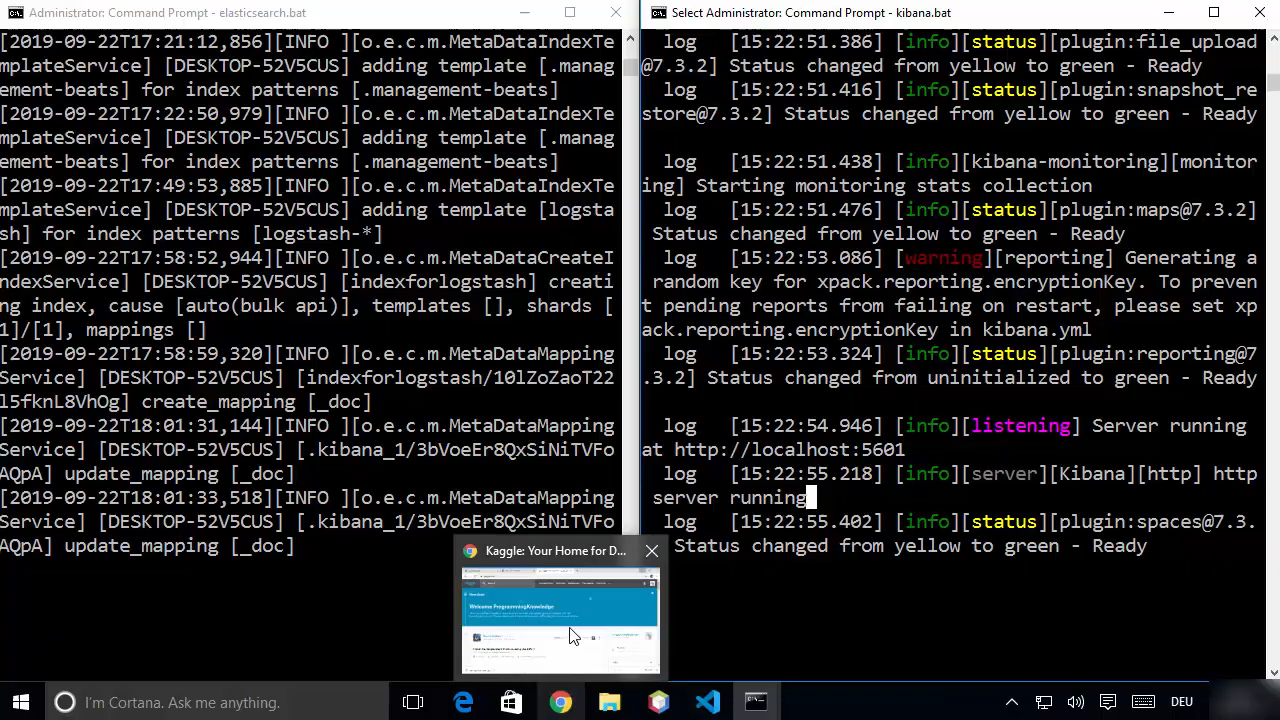 Administrator: Command Prompt - elasticsearch.bat
[2019-09-22T17:21:12,856][INFO ][o.e.c.m.MetaDataIndexTe
mplateService] [DESKTOP-52V5CUS] adding template [.manag
ement-beats] for index patterns [.management-beats]
[2019-09-22T17:22:50,979][INFO ][o.e.c.m.MetaDataIndexTe
mplateService] [DESKTOP-52V5CUS] adding template [.manag
ement-beats] for index patterns [.management-beats]
[2019-09-22T17:49:53,885][INFO ][o.e.c.m.MetaDataIndexTe
mplateService] [DESKTOP-52V5CUS] adding template [logsta
sh] for index patterns [logstash-*]
[2019-09-22T17:58:52,944][INFO ][o.e.c.m.MetaDataCreateI
ndexService] [DESKTOP-52V5CUS] [indexforlogstash] creati
ng index, cause [auto(bulk api)], templates [], shards [
1]/[1], mappings []
[2019-09-22T17:58:59,320][INFO ][o.e.c.m.MetaDataMapping
Service] [DESKTOP-52V5CUS] [indexforlogstash/10lZoZaoT22
l5fknL8VhOg] create_mapping [_doc]
[2019-09-22T18:01:31,144][INFO ][o.e.c.m.MetaDataMapping
Service] [DESKTOP-52V5CUS] [.kibana_1/3bVoeEr8QxSiNiTVFo
AQpA] update_mapping [_doc]
[2019-09-22T18:01:33,518][INFO ][o.e.c.m.MetaDataMapping
Service] [DESKTOP-52V5CUS] [.kibana_1/3bVoeEr8QxSiNiTVFo
AQpA] update_mapping [_doc]
Select Administrator: Command Prompt - kibana.bat
log [15:22:51.386] [info][status][plugin:file_upload
@7.3.2] Status changed from yellow to green - Ready
log [15:22:51.416] [info][status][plugin:snapshot_re
store@7.3.2] Status changed from yellow to green - Ready
log [15:22:51.438] [info][kibana-monitoring][monitor
ing] Starting monitoring stats collection
log [15:22:51.476] [info][status][plugin:maps@7.3.2]
Status changed from yellow to green - Ready
log [15:22:53.086] [warning][reporting] Generating a
random key for xpack.reporting.encryptionKey. To preven
t pending reports from failing on restart, please set xp
ack.reporting.encryptionKey in kibana.yml
log [15:22:53.324] [info][status][plugin:reporting@7
.3.2] Status changed from uninitialized to green - Ready
log [15:22:54.946] [info][listening] Server running
at http://localhost:5601
log [15:22:55.218] [info][server][Kibana][http] http
server running
log [15:22:55.402] [info][status][plugin:spaces@7.3.
Status changed from yellow to green - Ready
Kaggle: Your Home for D...
Welcome ProgrammingKnowledge
I'm Cortana. Ask me anything.
DEU